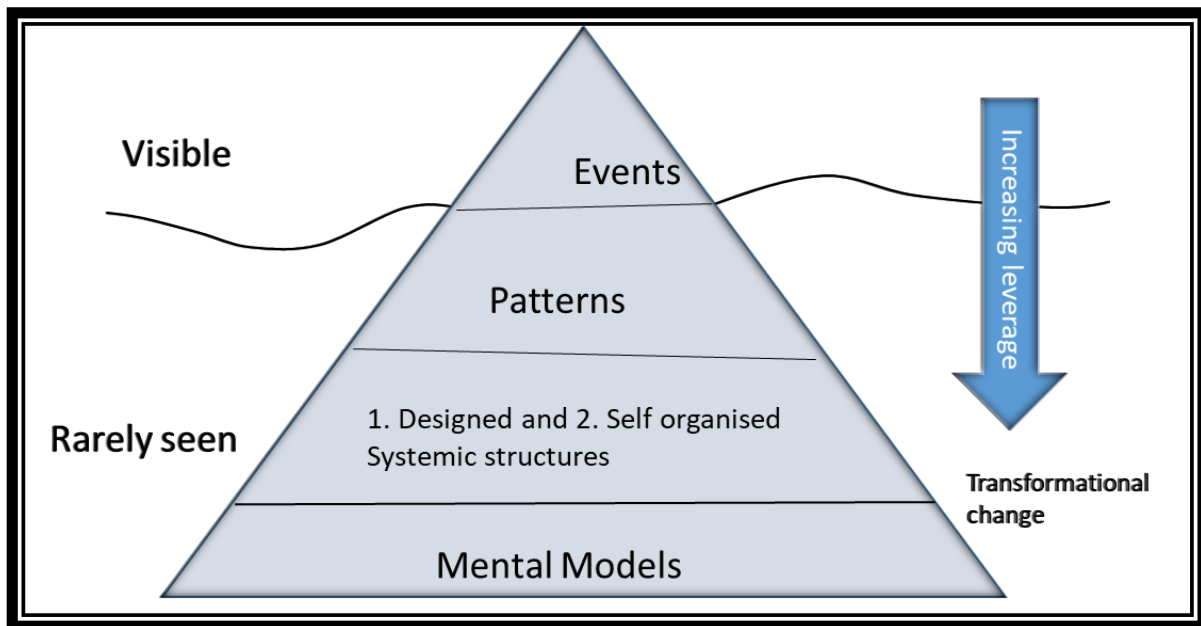 Visible
Events
Increasing leverage
Patterns
1. Designed and 2. Self organised
Systemic structures
Rarely seen
Transformational
change
Mental Models